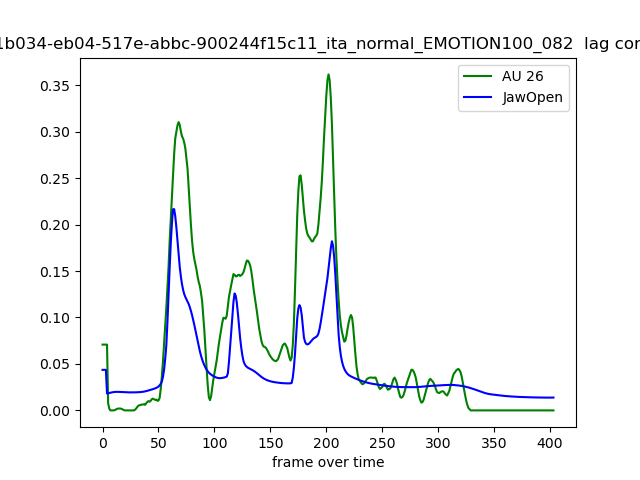 1b034-eb04-517e-abbc-900244f15c11_ita_normal_EMOTION100_082 lag cor
AU 26
JawOpen
0.35
0.30
0.25
0.20
0.15
0.10
0.05
0.00
0 50 100 150 200 250 300 350 400
frame over time